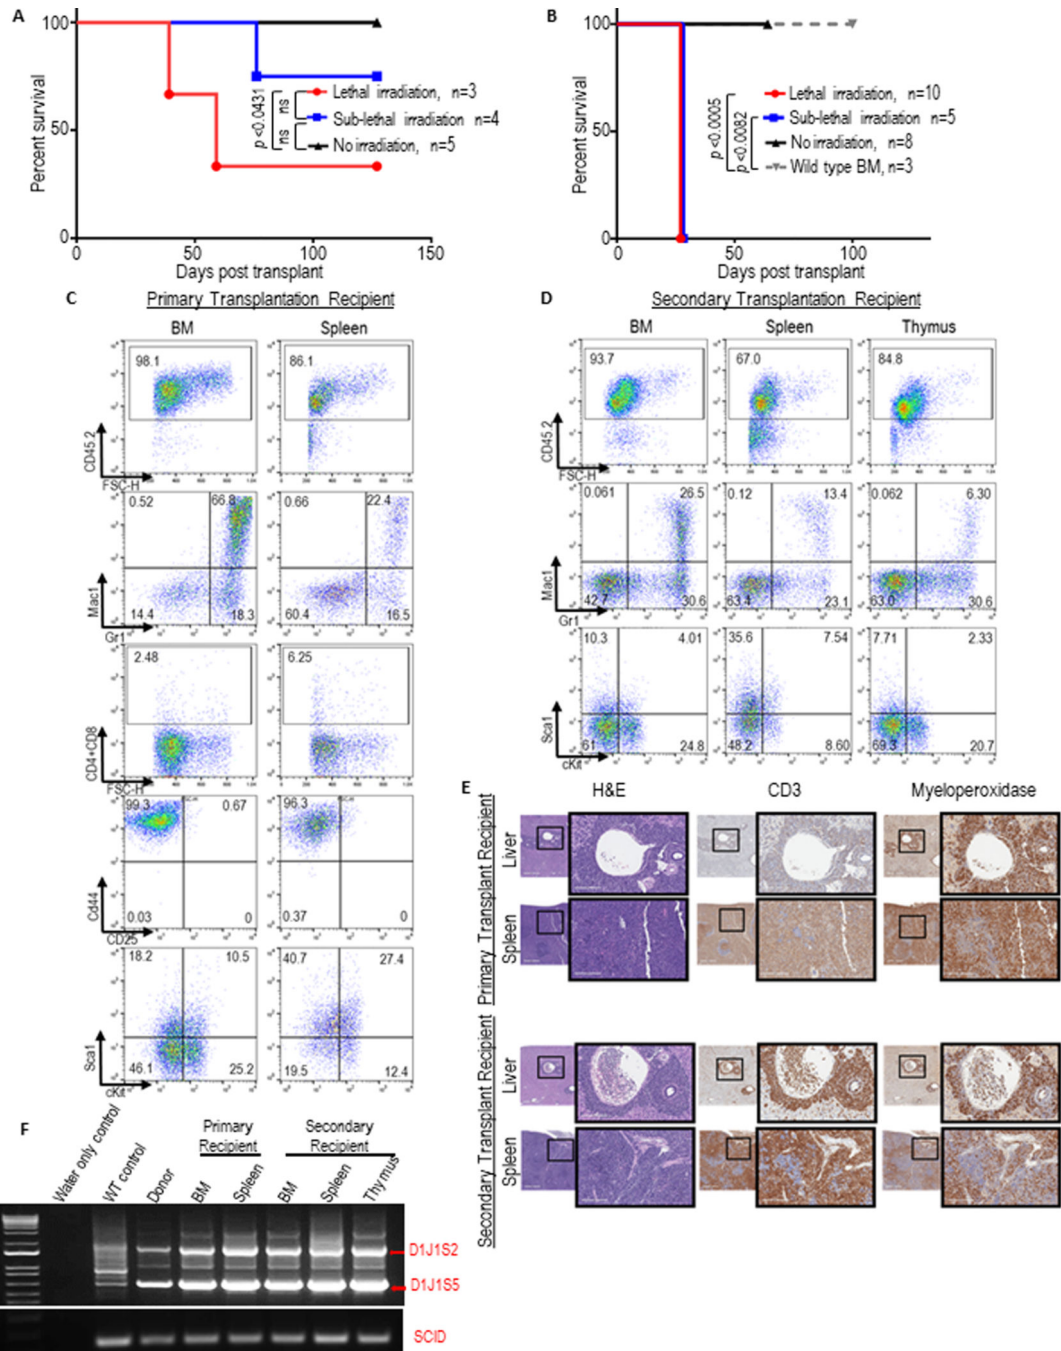 A
100
50
0
Percent survival
0
50
100
150
Days post transplant
p <0.0431
ns
ns
Lethal irradiation, n=3
Sub-lethal irradiation n=4
No irradiation, n=5
B
100
50
0
Percent survival
0
50
100
Days post transplant
p <0.0005
p <0.0082
Lethal irradiation, n=10
Sub-lethal irradiation n=5
No irradiation, n=8
Wild type BM, n=3
C
Primary Transplantation Recipient
BM Spleen
98.1 86.1
CD45.2
FSC-H
0.52 66.8 0.66 22.4
14.4 18.3 60.4 16.5
Mac1
Gr1
2.48 6.25
CD4+CD8
FSC-H
99.3 0.67 96.3
0.03 0 0.37 0
Cd44
CD25
18.2 10.5 40.7 27.4
46.1 25.2 19.5 12.4
Sca1
cKit
D
Secondary Transplantation Recipient
BM Spleen Thymus
93.7 67.0 84.8
CD45.2
FSC-H
0.061 26.5 0.12 13.4 0.062 6.30
42.7 30.6 63.4 23.1 63.0 30.6
Mac1
Gr1
10.3 4.01 35.6 7.54 7.71 2.33
61 24.8 48.2 8.60 69.3 20.7
Sca1
cKit
E
H&E CD3 Myeloperoxidase
Primary Transplant Recipient
Liver
Spleen
Secondary Transplant Recipient
Liver
Spleen
F
Primary Recipient
Secondary Recipient
Water only control
WT control
Donor
BM
Spleen
BM
Spleen
Thymus
D1J1S2
D1J1S5
SCID